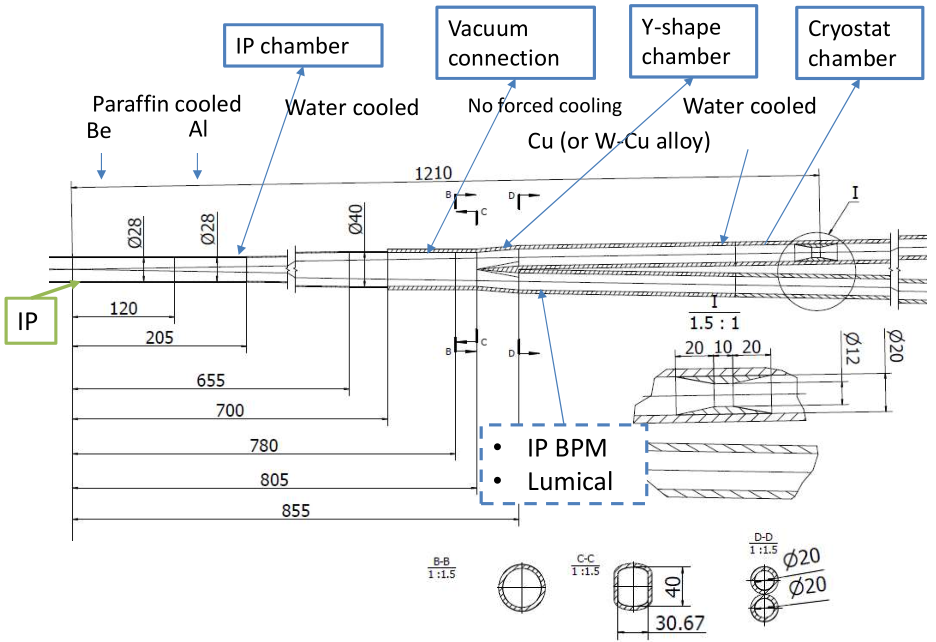 IP chamber
Vacuum
connection
Y-shape
chamber
Cryostat
chamber
Paraffin cooled
Water cooled
No forced cooling
Water cooled
Be
Al
Cu (or W-Cu alloy)
1210
B
C
D
I
Ø28
Ø28
Ø40
IP
120
205
655
700
780
805
855
B
C
D
I
1.5 : 1
20
10
20
Ø12
Ø20
• IP BPM
• Lumical
B-B
1 :1.5
C-C
1 :1.5
40
30.67
D-D
1 :1.5
Ø20
Ø20